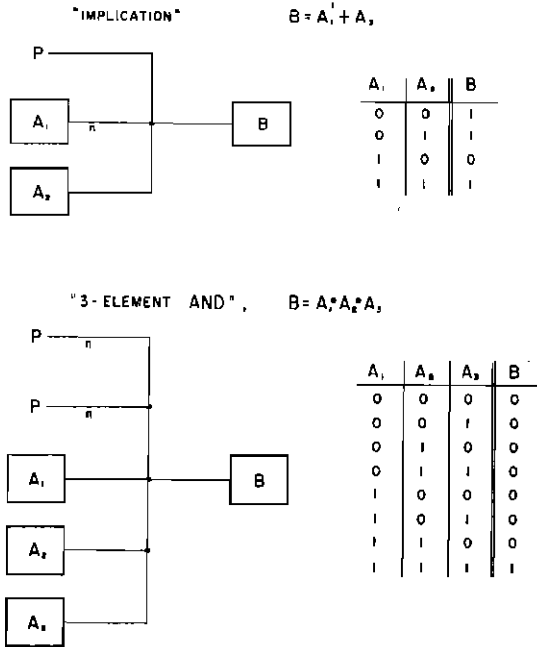 "IMPLICATION" B = A₁' + A₂
P
A₁ n B
A₂
A₁ A₂ B
0 0 1
0 1 1
1 0 0
1 1 1
"3-ELEMENT AND", B = A₁•A₂•A₃
P n
P n
A₁ B
A₂
A₃
A₁ A₂ A₃ B
0 0 0 0
0 0 1 0
0 1 0 0
0 1 1 0
1 0 0 0
1 0 1 0
1 1 0 0
1 1 1 1